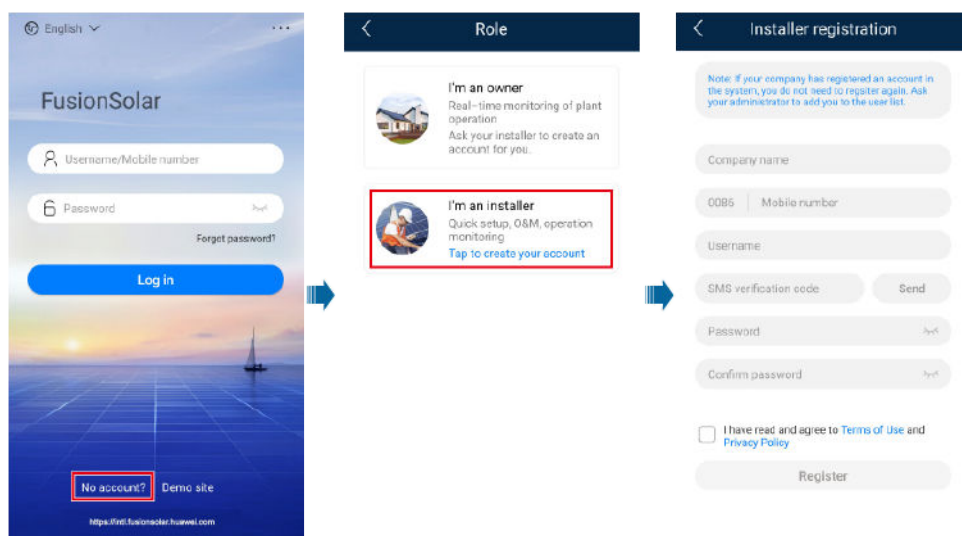 English
...
FusionSolar
Username/Mobile number
Password
Forget password?
Log in
No account?
Demo site
https://intl.fusionsolar.huawei.com
Role
I'm an owner
Real-time monitoring of plant
operation
Ask your installer to create an
account for you.
I'm an installer
Quick setup, O&M, operation
monitoring
Tap to create your account
Installer registration
Note: If your company has registered an account in
the system, you do not need to regsiter again. Ask
your administrator to add you to the user list.
Company name
0086
Mobile number
Username
SMS verification code
Send
Password
Confirm password
I have read and agree to Terms of Use and
Privacy Policy
Register